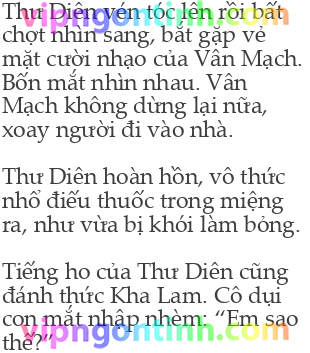 Thư Diên vén tóc lên rồi bất
chợt nhìn sang, bắt gặp vẻ
mặt cười nhạo của Vân Mạch.
Bốn mắt nhìn nhau. Vân
Mạch không dừng lại nữa,
xoay người đi vào nhà.
Thư Diên hoàn hồn, vô thức
nhổ điếu thuốc trong miệng
ra, như vừa bị khói làm bỏng.
Tiếng ho của Thư Diên cũng
đánh thức Kha Lam. Cô dụi
con mắt nhập nhèm: “Em sao
thế?”
vipngontinh.com
vipngontinh.com